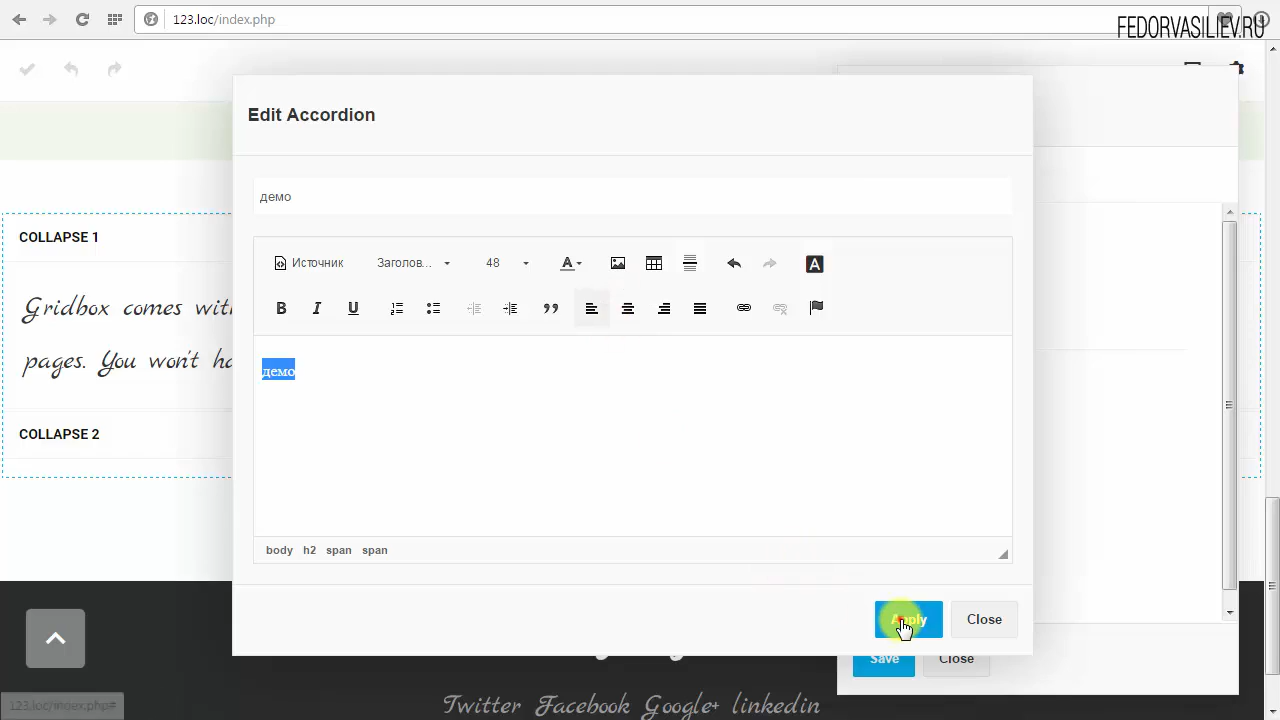 123.loc/index.php
FEDORVASILIEV.RU
Edit Accordion
демо
Источник
Заголов...
48
COLLAPSE 1
Gridbox comes with
pages. You won't ha
COLLAPSE 2
демо
body h2 span span
Apply
Close
Save
Close
Twitter Facebook Google+ linkedin
123.loc/index.php#